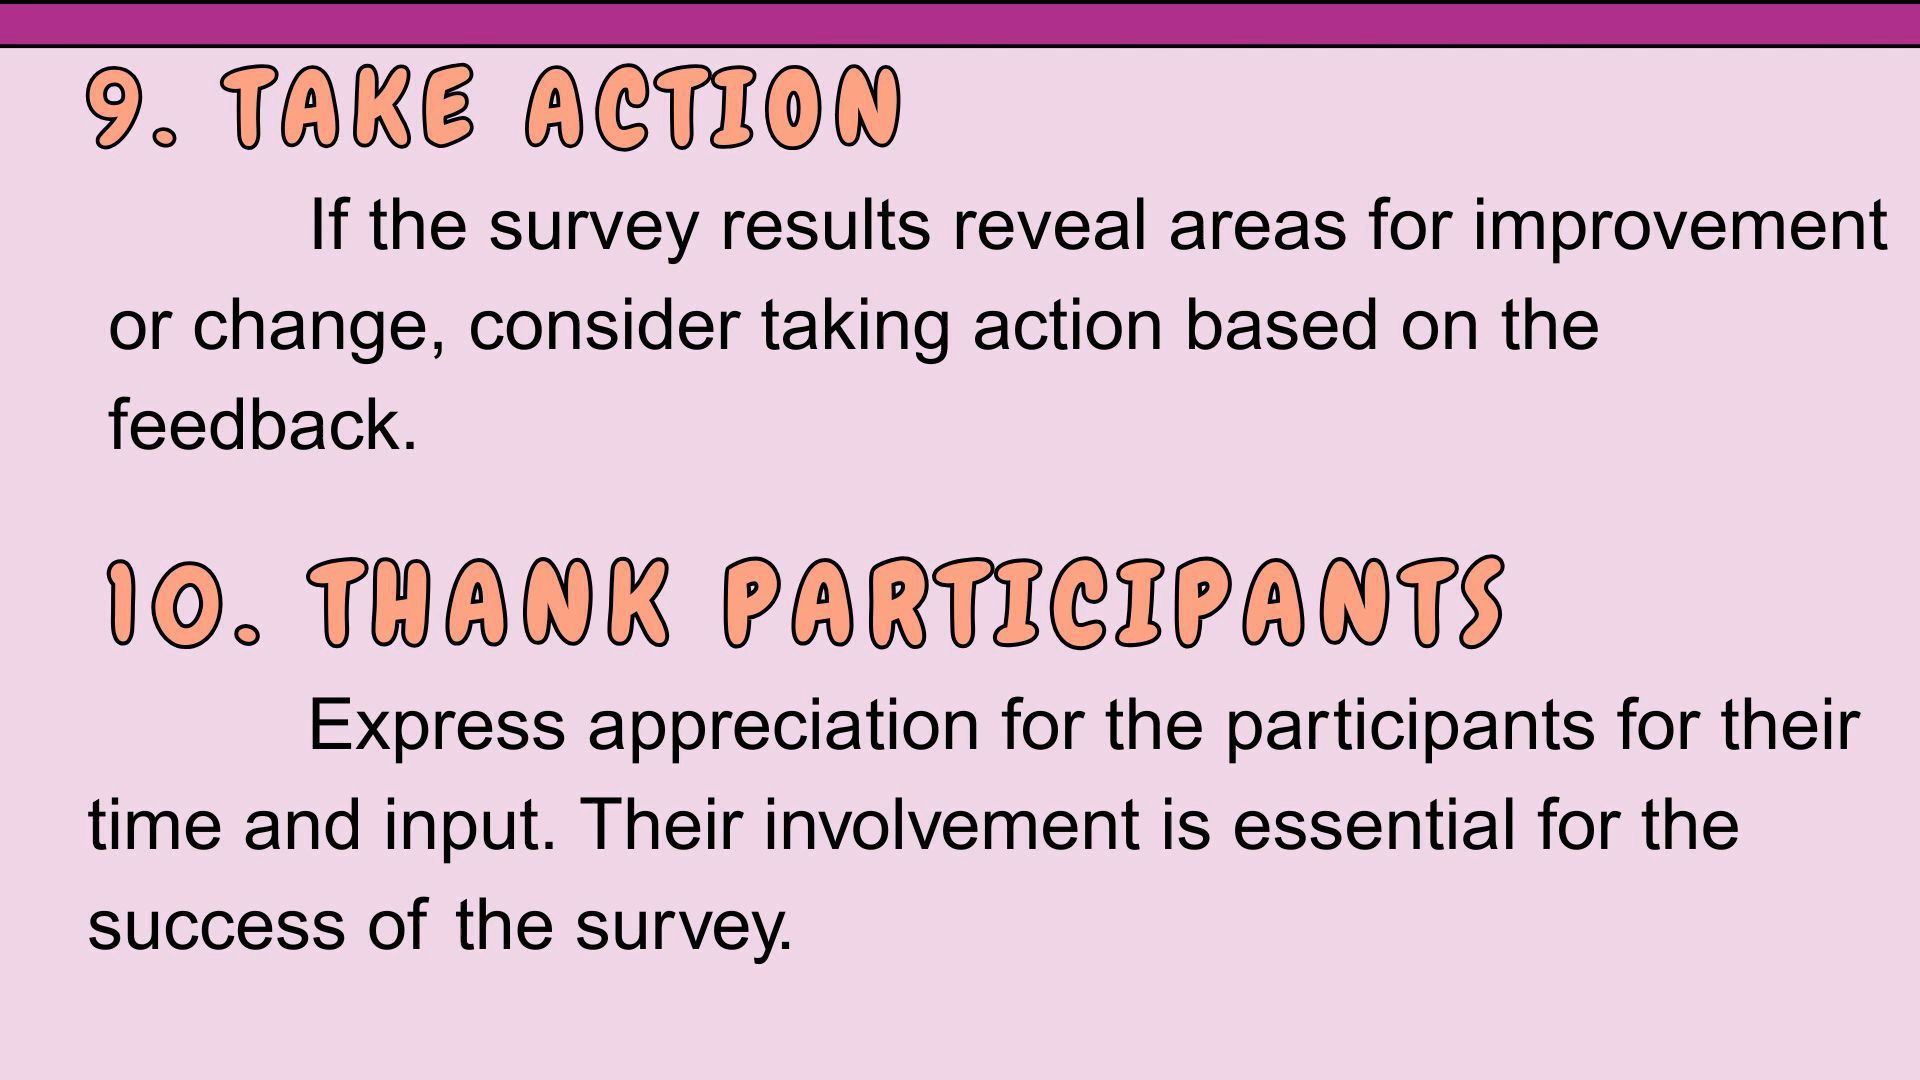 9. TAKE ACTION
If the survey results reveal areas for improvement
or change, consider taking action based on the
feedback.
10. THANK PARTICIPANTS
Express appreciation for the participants for their
time and input. Their involvement is essential for the
success of the survey.